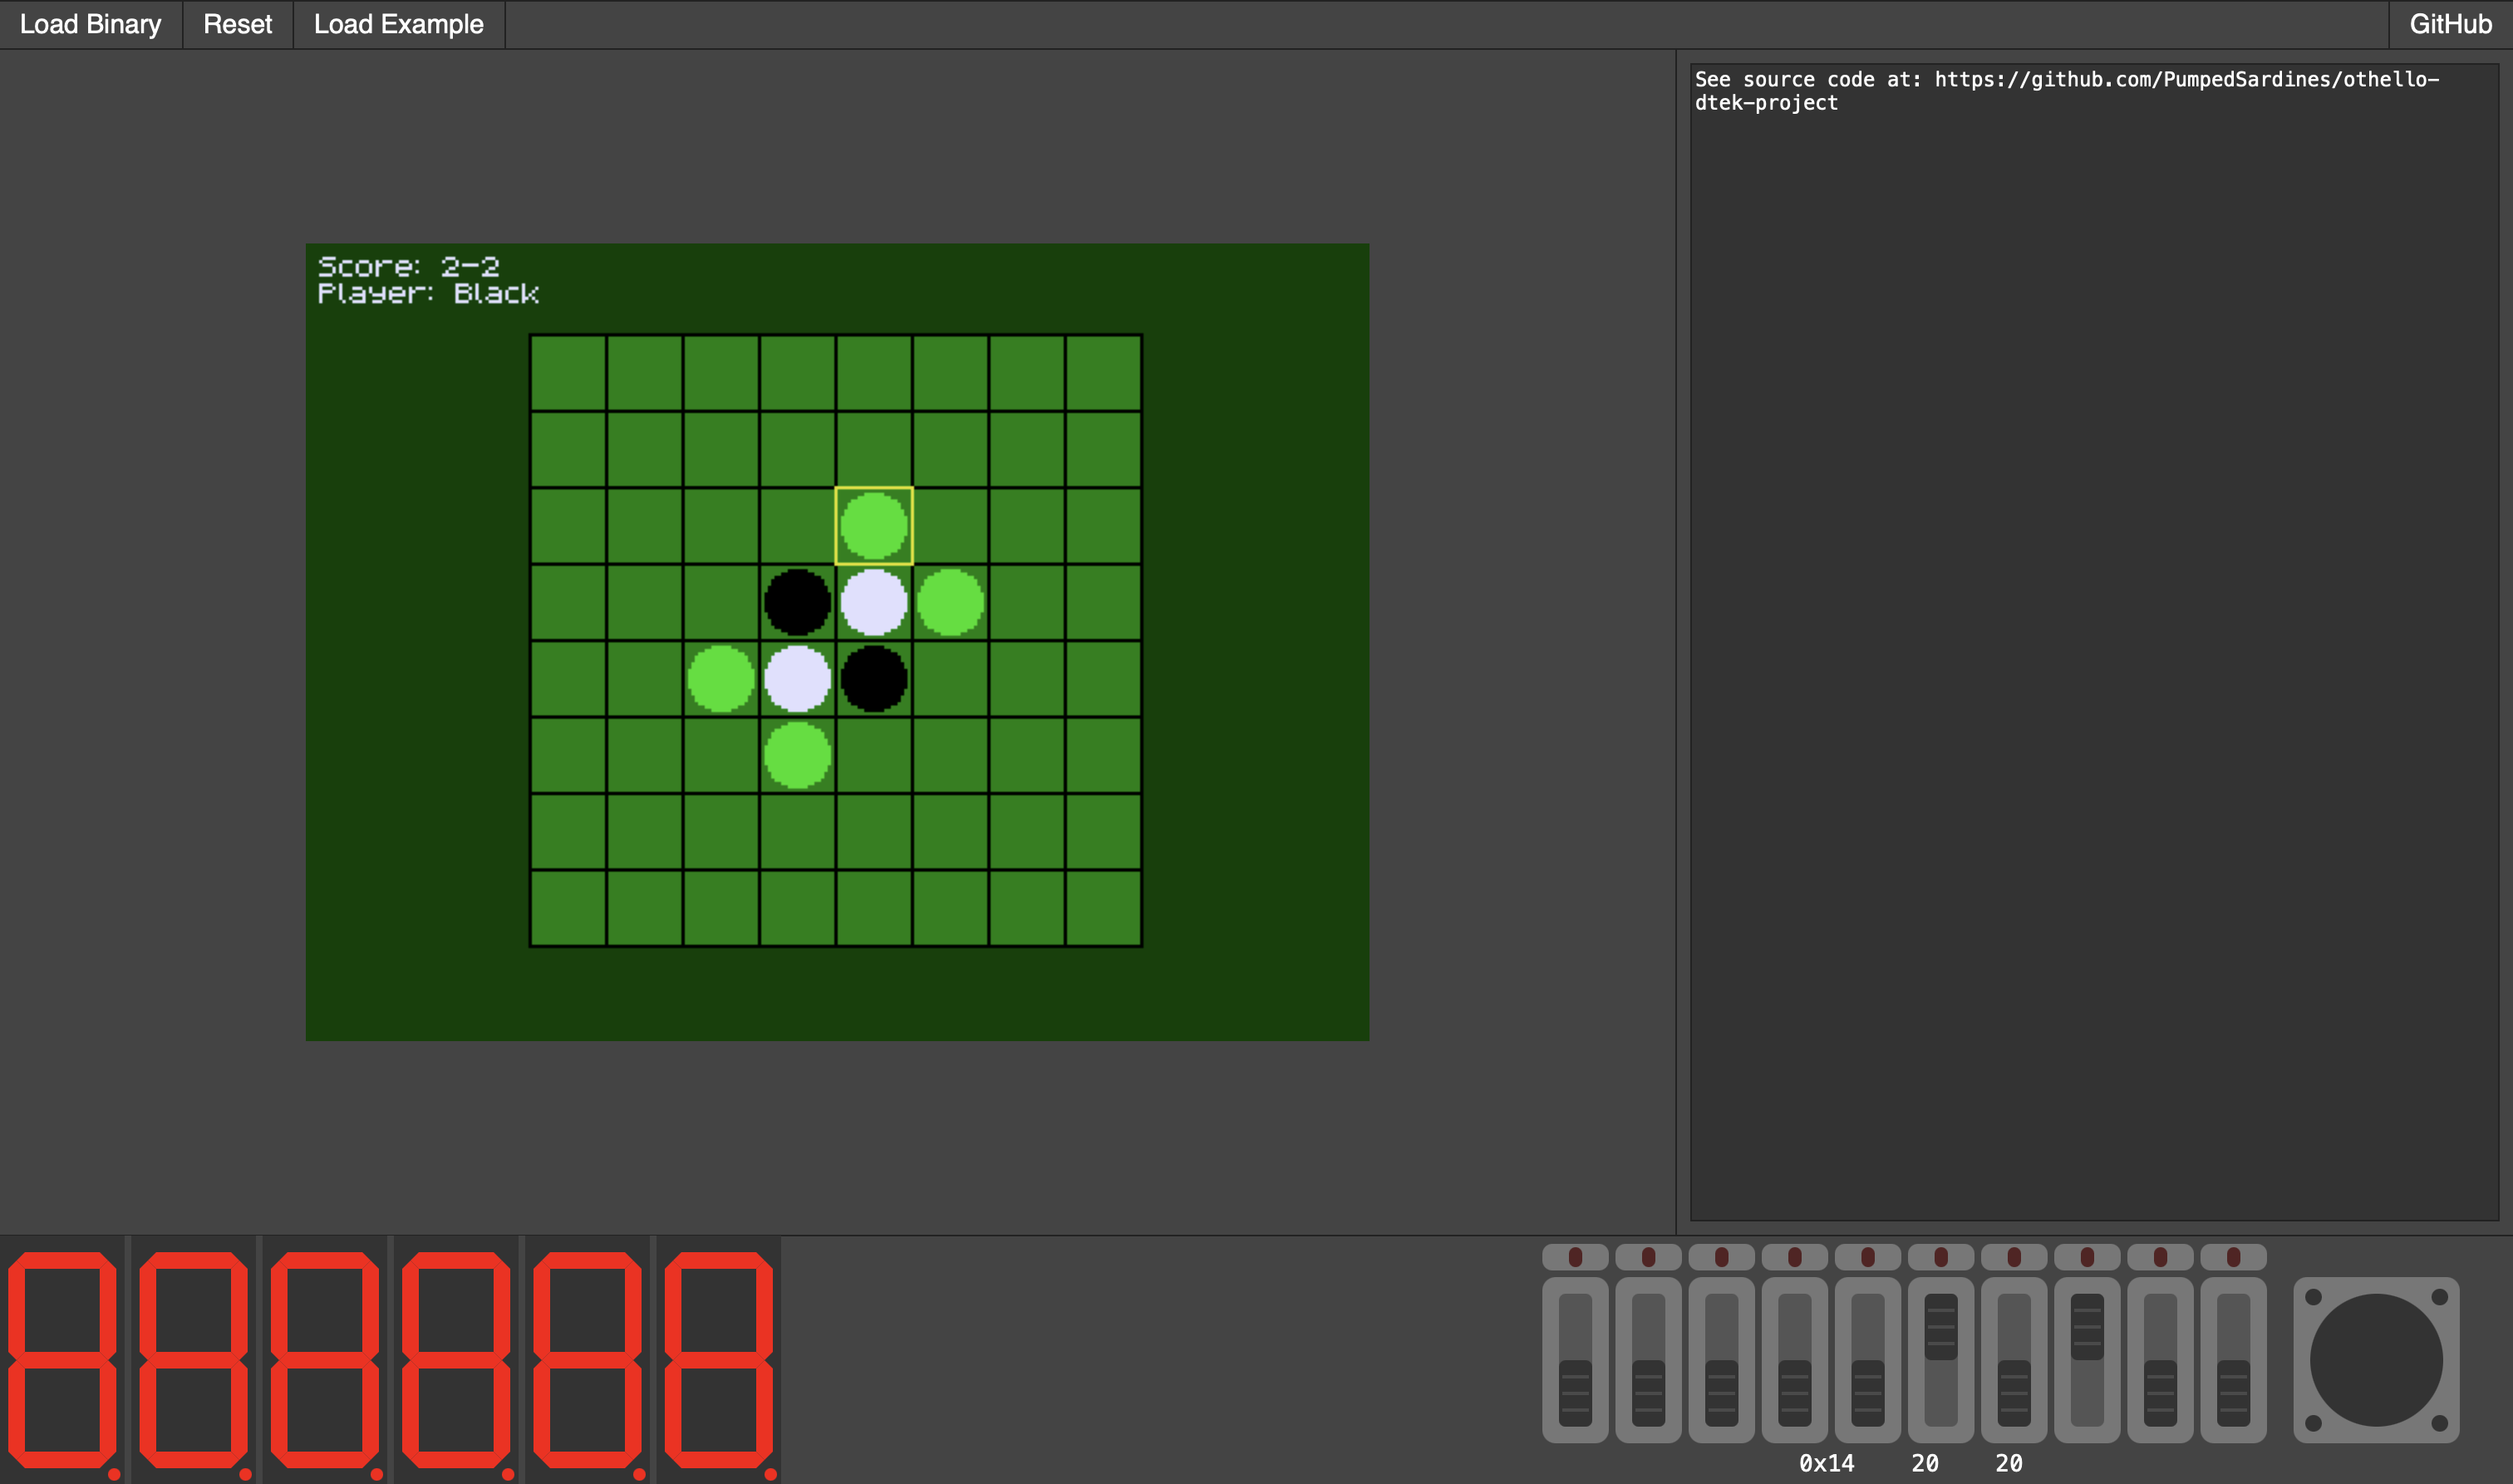 Load Binary Reset Load Example GitHub
See source code at: https://github.com/PumpedSardines/othello-
dtek-project
Score: 2-2
Player: Black
0x14 20 20